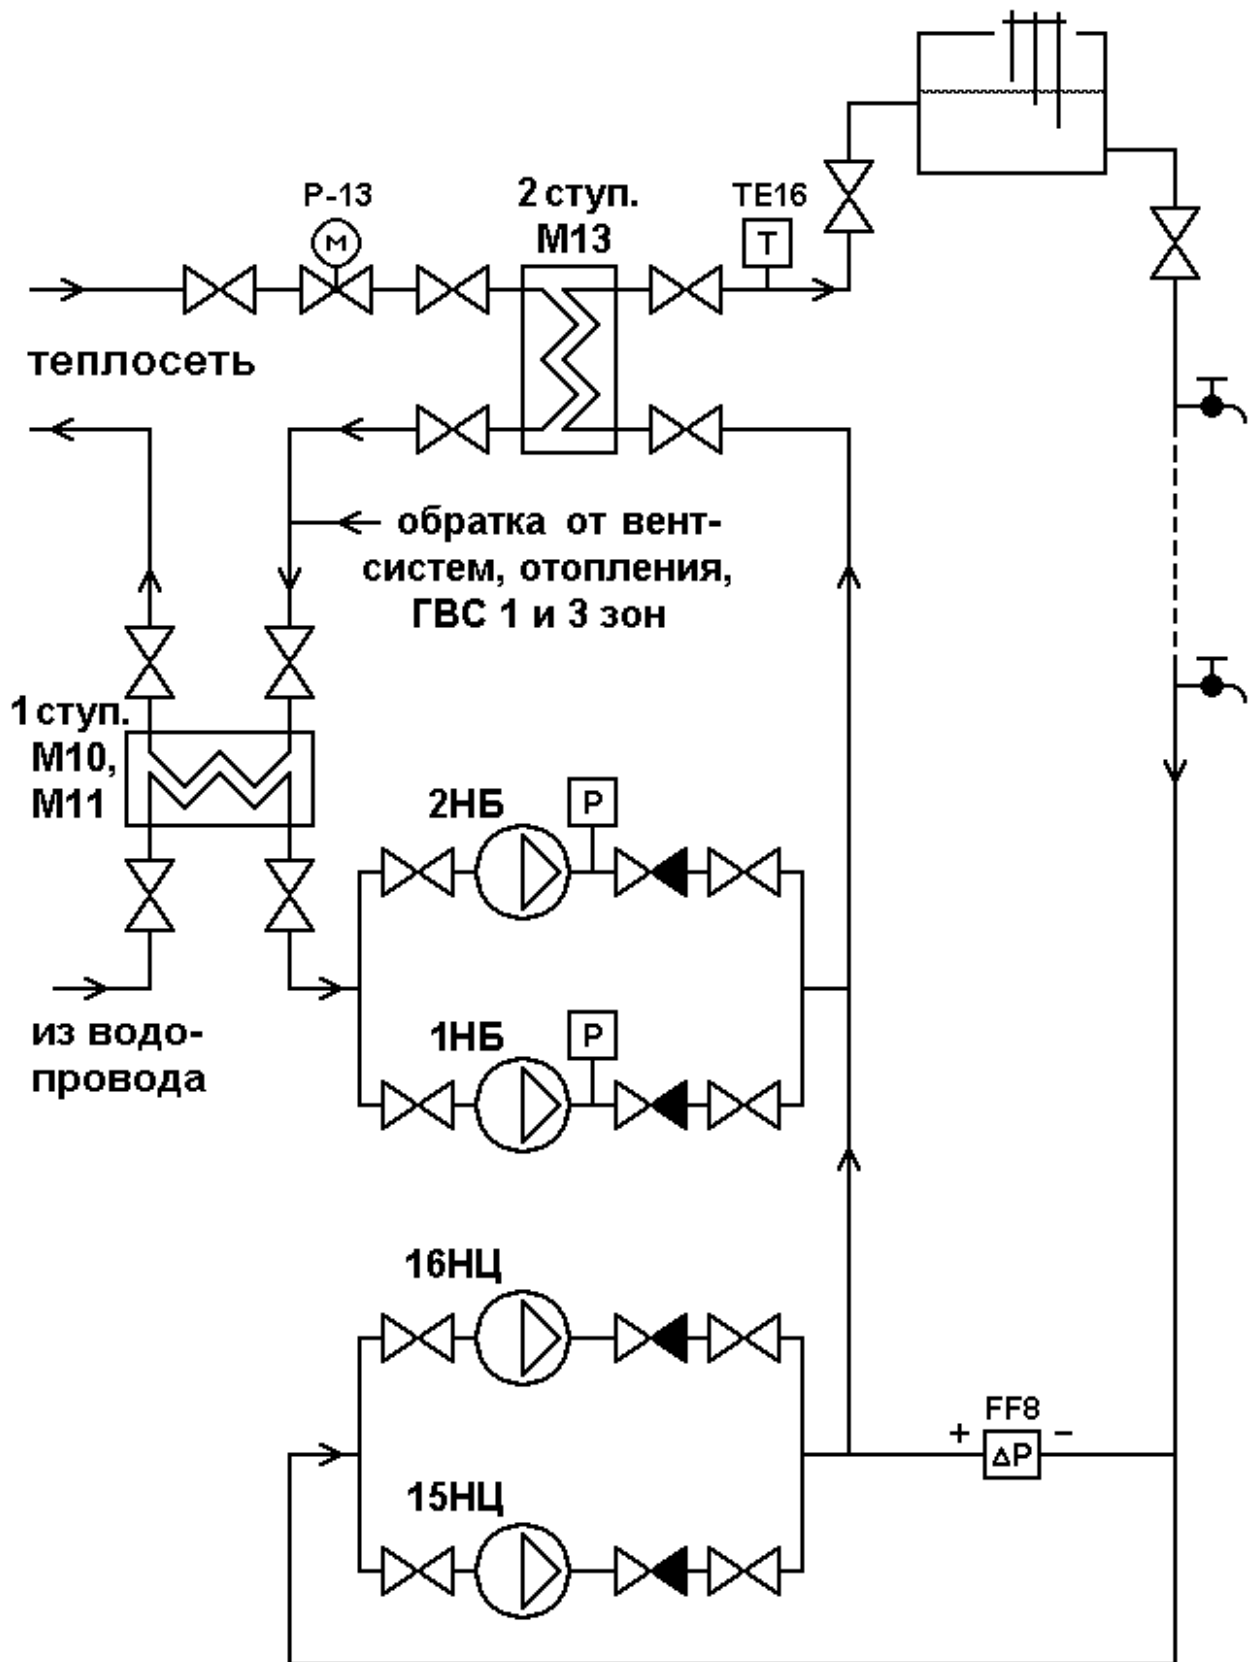 P-13
M
2 ступ.
М13
TE16
T
теплосеть
обратка от вент-
систем, отопления,
ГВС 1 и 3 зон
1 ступ.
М10,
М11
2НБ
P
из водо-
провода
1НБ
P
16НЦ
FF8
+ ΔP −
15НЦ